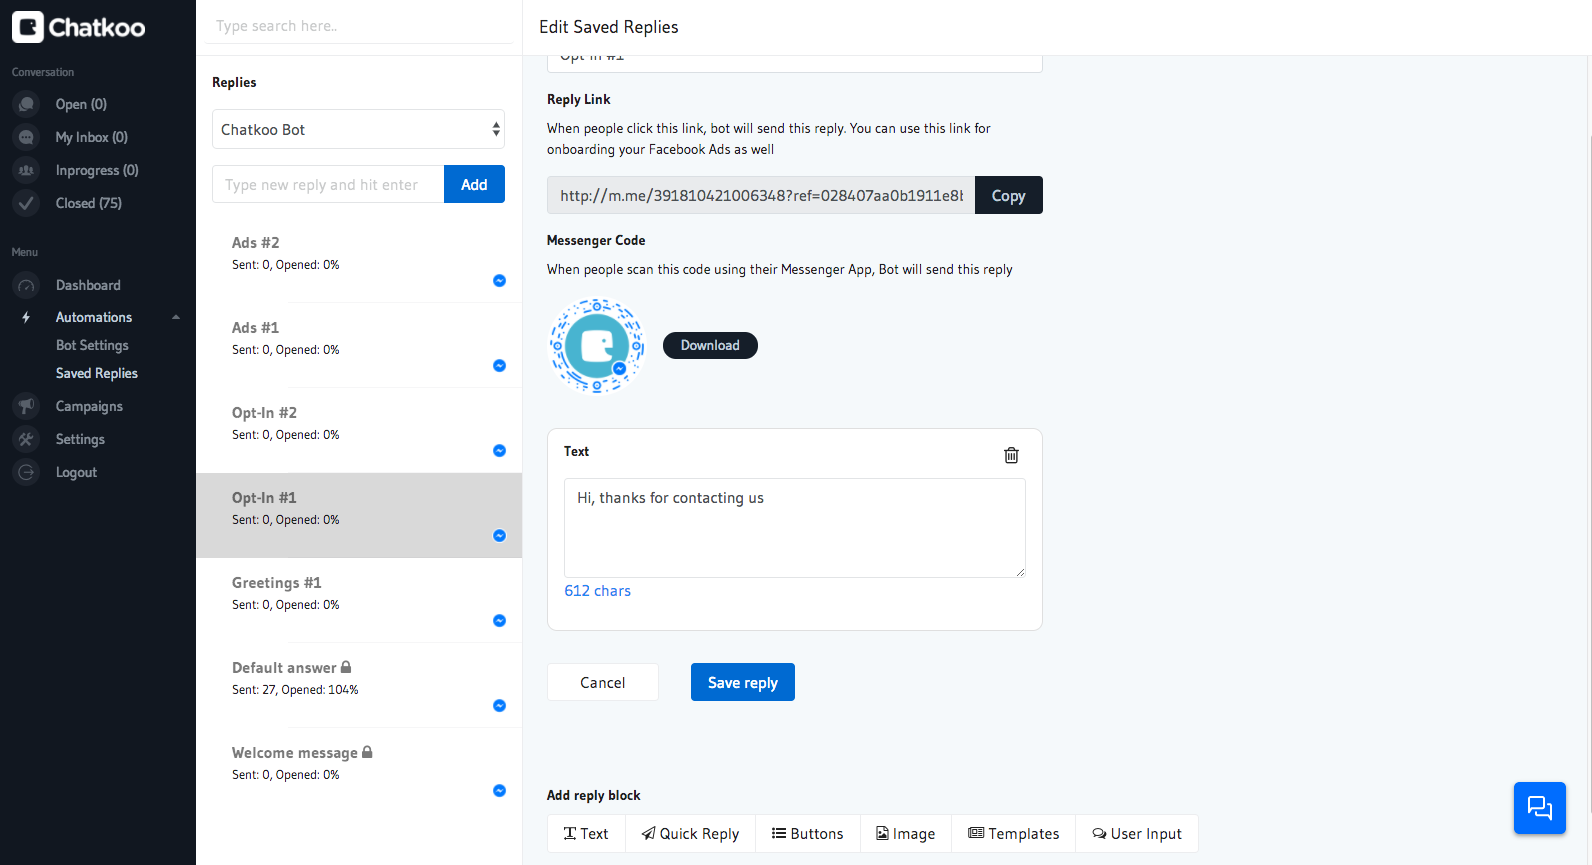 Chatkoo
Conversation
Open (0)
My Inbox (0)
Inprogress (0)
Closed (75)
Menu
Dashboard
Automations
Bot Settings
Saved Replies
Campaigns
Settings
Logout
Type search here..
Replies
Chatkoo Bot
Type new reply and hit enter
Add
Ads #2
Sent: 0, Opened: 0%
Ads #1
Sent: 0, Opened: 0%
Opt-In #2
Sent: 0, Opened: 0%
Opt-In #1
Sent: 0, Opened: 0%
Greetings #1
Sent: 0, Opened: 0%
Default answer
Sent: 27, Opened: 104%
Welcome message
Sent: 0, Opened: 0%
Edit Saved Replies
Opt-In #1
Reply Link
When people click this link, bot will send this reply. You can use this link for
onboarding your Facebook Ads as well
http://m.me/391810421006348?ref=028407aa0b1911e8b
Copy
Messenger Code
When people scan this code using their Messenger App, Bot will send this reply
Download
Text
Hi, thanks for contacting us
612 chars
Cancel
Save reply
Add reply block
Text
Quick Reply
Buttons
Image
Templates
User Input